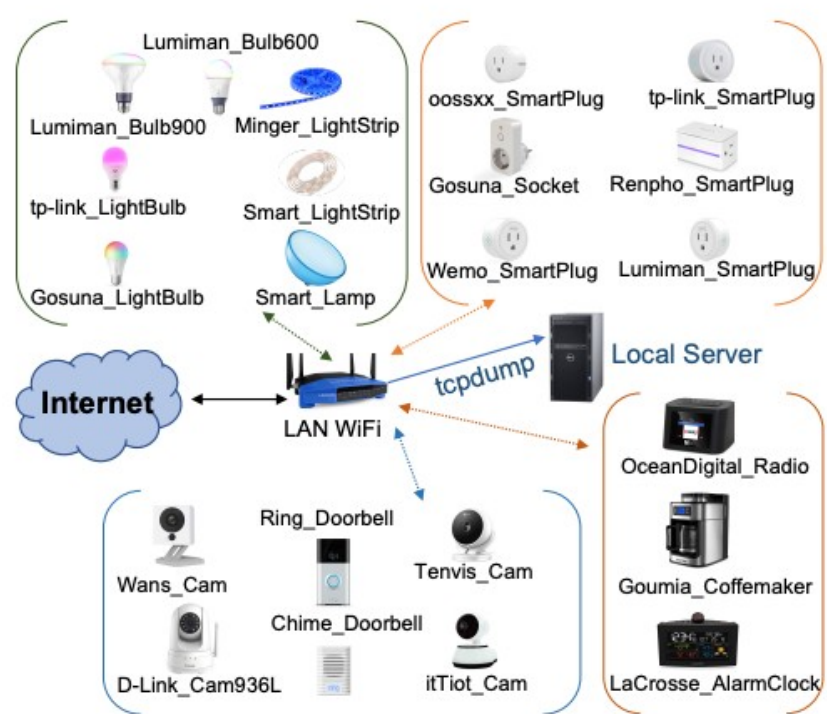 Lumiman_Bulb600
Lumiman_Bulb900
Minger_LightStrip
tp-link_LightBulb
Smart_LightStrip
Gosuna_LightBulb
Smart_Lamp
oossxx_SmartPlug
tp-link_SmartPlug
Gosuna_Socket
Renpho_SmartPlug
Wemo_SmartPlug
Lumiman_SmartPlug
Internet
LAN WiFi
tcpdump
Local Server
OceanDigital_Radio
Goumia_Coffemaker
LaCrosse_AlarmClock
Ring_Doorbell
Wans_Cam
Tenvis_Cam
Chime_Doorbell
D-Link_Cam936L
itTiot_Cam